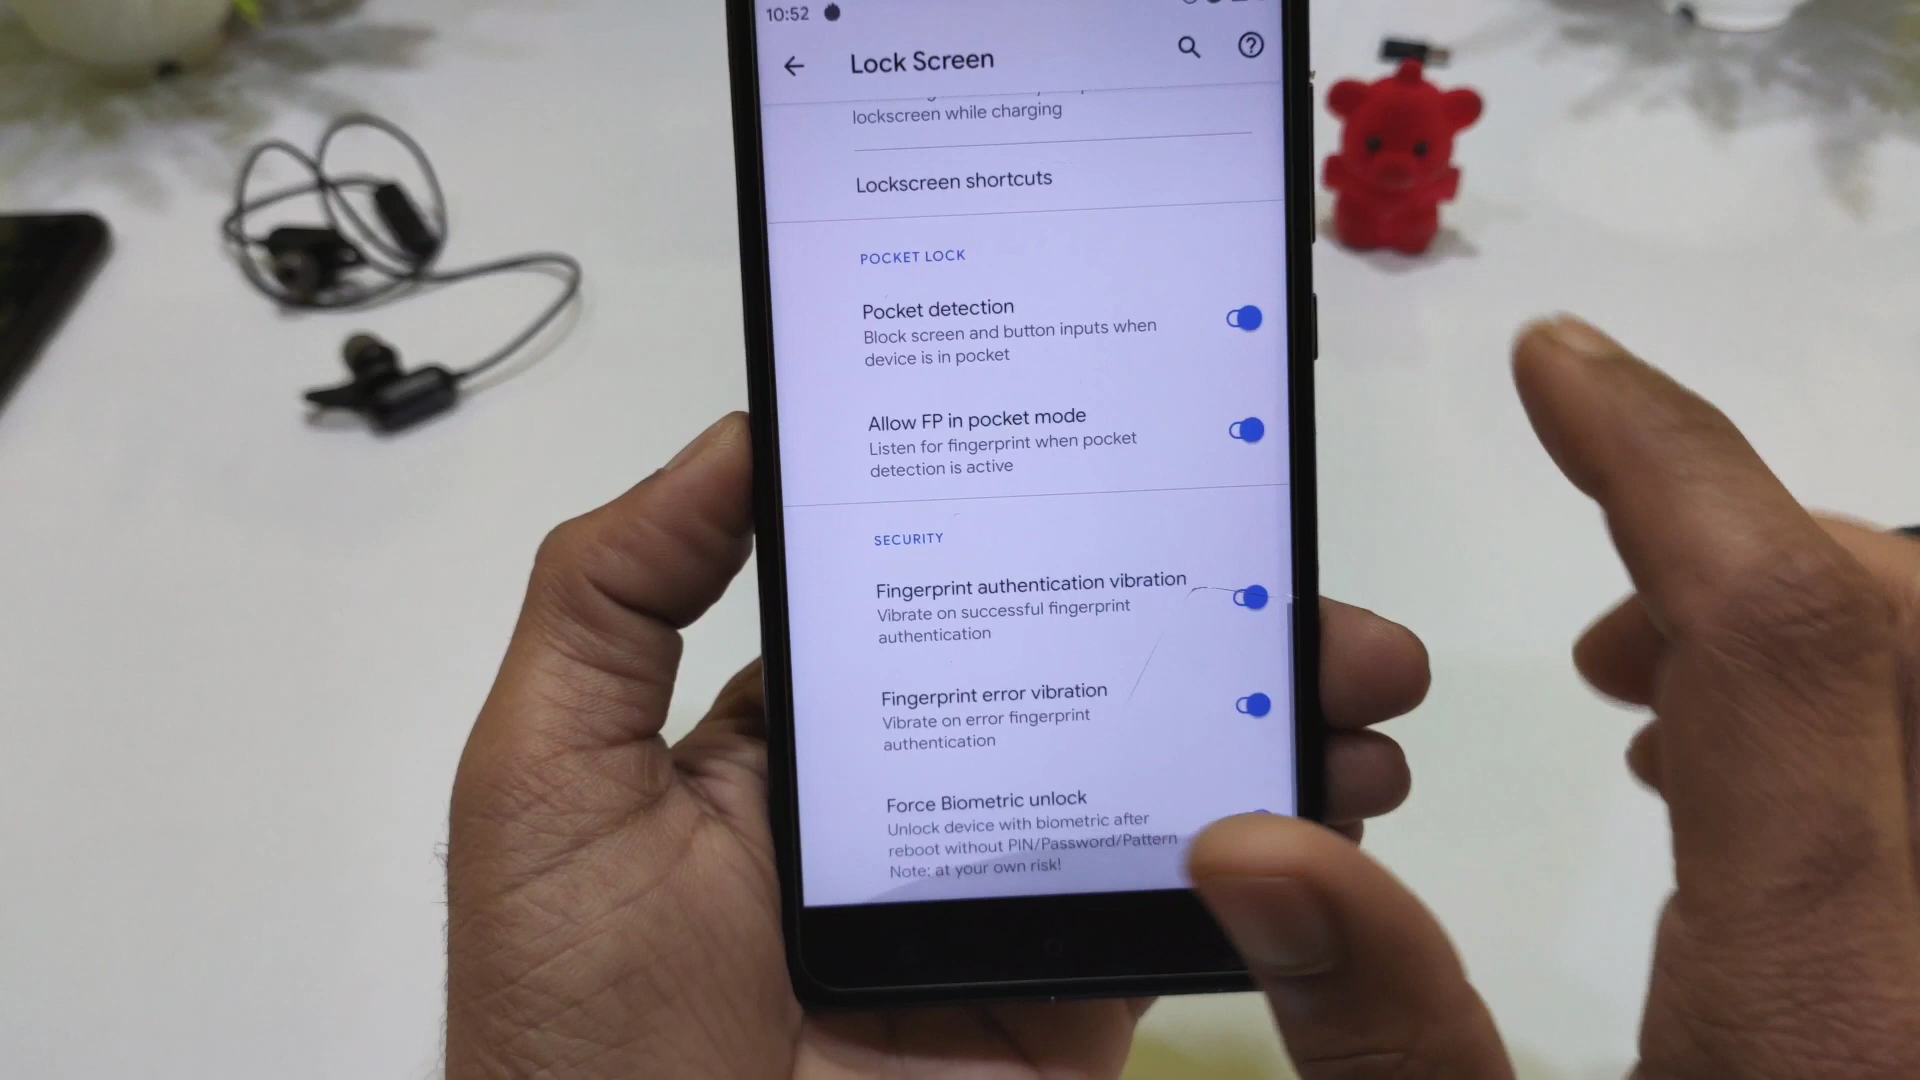 10:52
Lock Screen
lockscreen while charging
Lockscreen shortcuts
POCKET LOCK
Pocket detection
Block screen and button inputs when
device is in pocket
Allow FP in pocket mode
Listen for fingerprint when pocket
detection is active
SECURITY
Fingerprint authentication vibration
Vibrate on successful fingerprint
authentication
Fingerprint error vibration
Vibrate on error fingerprint
authentication
Force Biometric unlock
Unlock device with biometric after
reboot without PIN/Password/Pattern
Note: at your own risk!